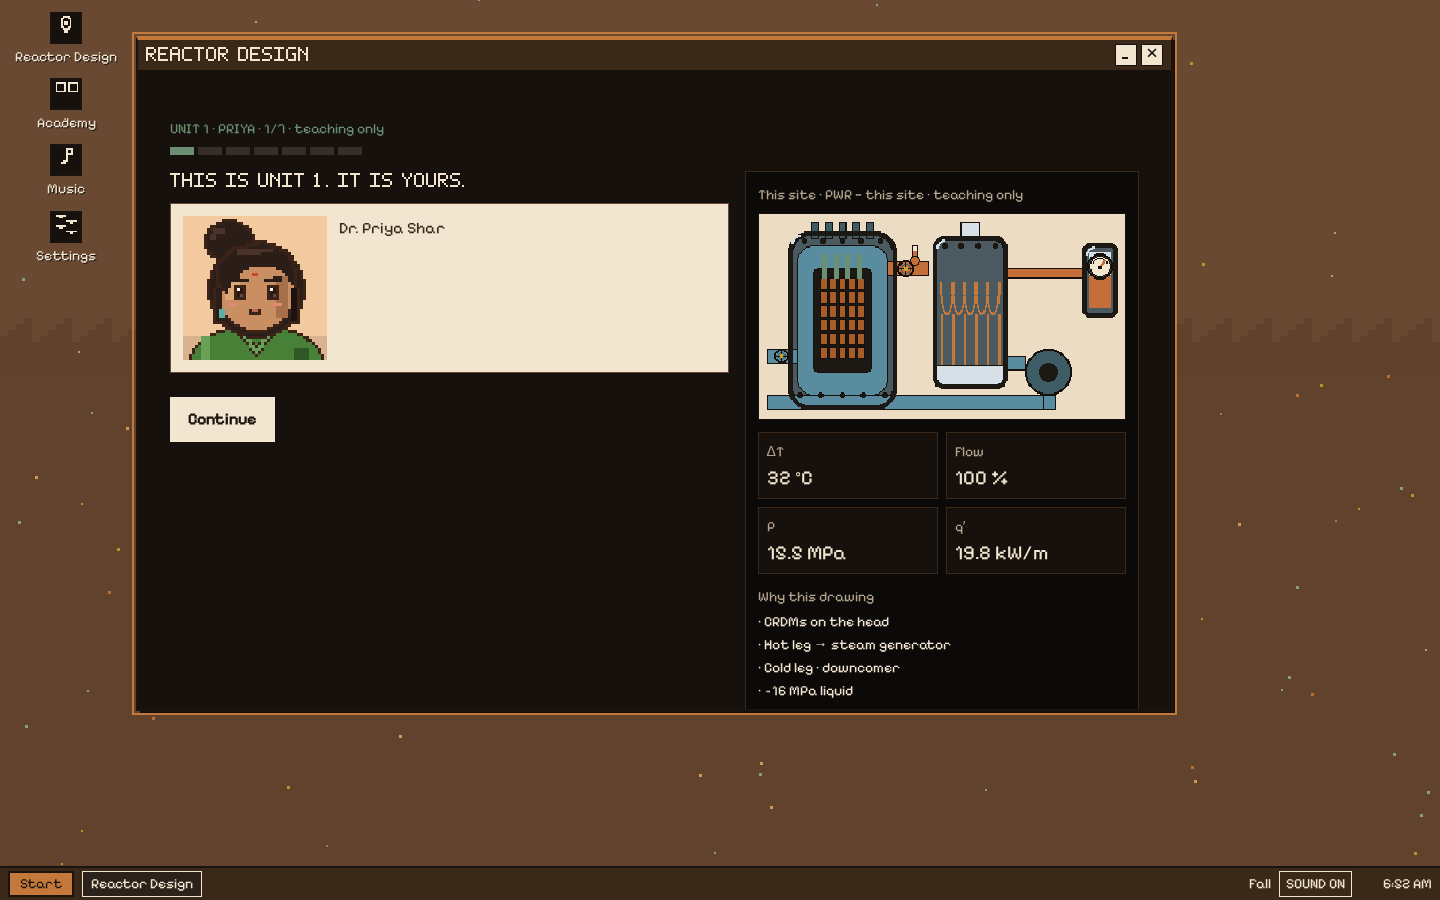 Reactor Design
Academy
Music
Settings
REACTOR DESIGN
UNIT 1 · PRIYA · 1/7 · teaching only
THIS IS UNIT 1. IT IS YOURS.
Dr. Priya Shar
Continue
This site · PWR – this site · teaching only
ΔT
32 °C
Flow
100 %
P
15.5 MPa
q'
19.8 kW/m
Why this drawing
· CRDMs on the head
· Hot leg → steam generator
· Cold leg · downcomer
· ~16 MPa liquid
Start
Reactor Design
Fall
SOUND ON
6:52 AM